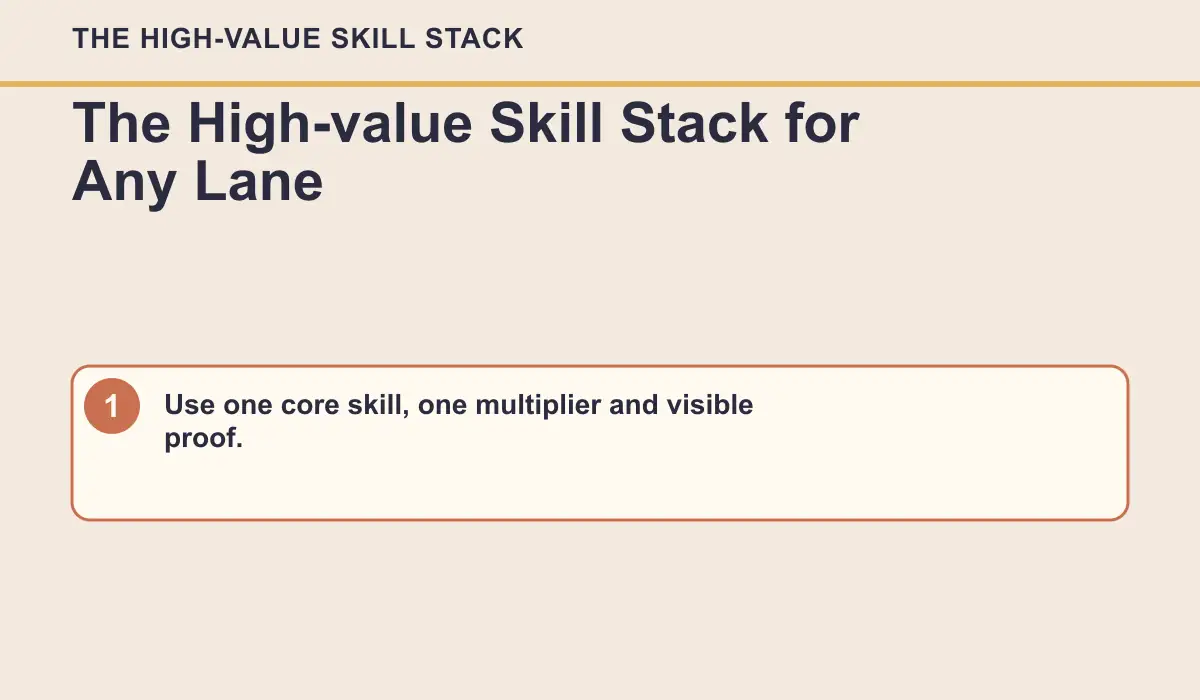 THE HIGH-VALUE SKILL STACK
The High-value Skill Stack for
Any Lane
1
Use one core skill, one multiplier and visible
proof.